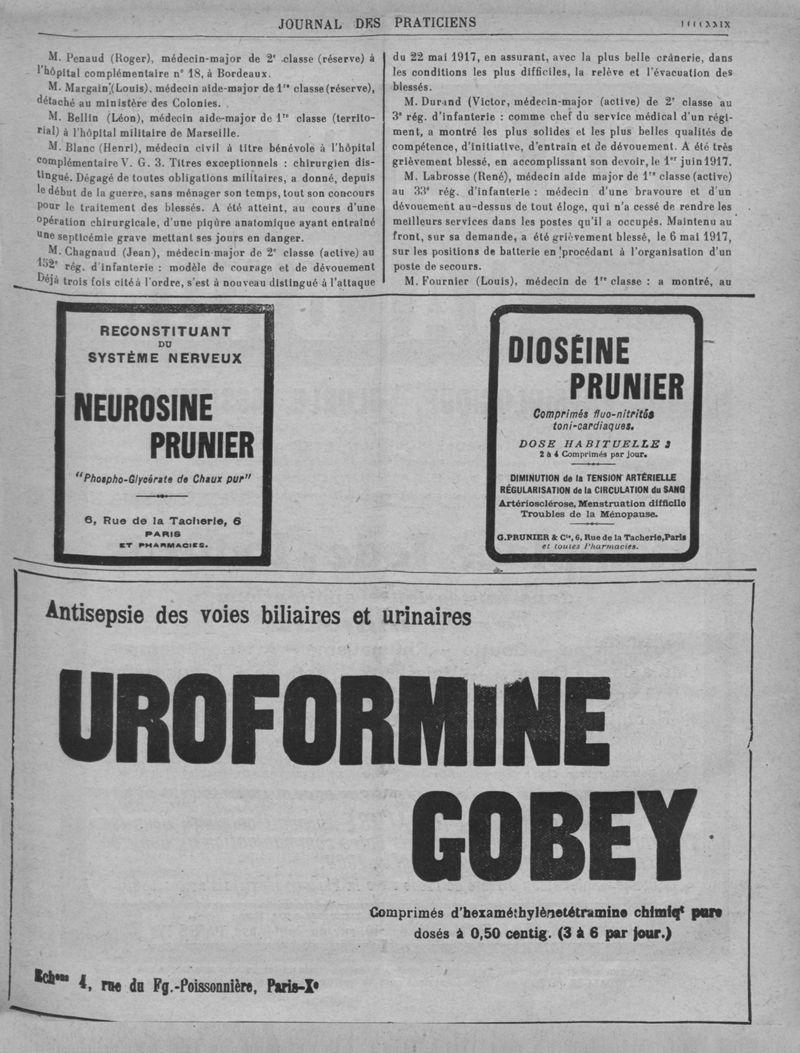 JOURNAL DES PRATICIENS
M. Penaud (Roger), médecin-major de 2e classe (réserve) à
l'hôpital complémentaire n° 18, à Bordeaux.
M. Margain (Louis), médecin aide-major de 1re classe (réserve),
détaché au ministère des Colonies.
M. Bellin (Léon), médecin aide-major de 1re classe (territo-
rial) à l'hôpital militaire de Marseille.
M. Blanc (Henri), médecin civil à titre bénévole à l'hôpital
complémentaire V. G. 3. Titres exceptionnels : chirurgien dis-
tingué. Dégagé de toutes obligations militaires, a donné, depuis
le début de la guerre, sans ménager son temps, tout son concours
pour le traitement des blessés. A été atteint, au cours d'une
opération chirurgicale, d'une piqûre anatomique ayant entraîné
une septicémie grave mettant ses jours en danger.
M. Chagnaud (Jean), médecin-major de 2e classe (active) au
152e rég. d'infanterie : modèle de courage et de dévouement
Déjà trois fois cité à l'ordre, s'est à nouveau distingué à l'attaque
du 22 mai 1917, en assurant, avec la plus belle crânerie, dans
les conditions les plus difficiles, la relève et l'évacuation des
blessés.
M. Durand (Victor, médecin-major (active) de 2e classe au
3e rég. d'infanterie : comme chef du service médical d'un régi-
ment, a montré les plus solides et les plus belles qualités de
compétence, d'initiative, d'entrain et de dévouement. A été très
grièvement blessé, en accomplissant son devoir, le 1er juin 1917.
M. Labrosse (René), médecin aide major de 1re classe (active)
au 33e rég. d'infanterie : médecin d'une bravoure et d'un
dévouement au-dessus de tout éloge, qui n'a cessé de rendre les
meilleurs services dans les postes qu'il a occupés. Maintenu au
front, sur sa demande, a été grièvement blessé, le 6 mai 1917,
sur les positions de batterie en procédant à l'organisation d'un
poste de secours.
M. Fournier (Louis), médecin de 1re classe : a montré, au
RECONSTITUANT
DU
SYSTÈME NERVEUX
NEUROSINE
PRUNIER
"Phospho-Glycérate de Chaux pur"
6, Rue de la Tacherie, 6
PARIS
ET PHARMACIES.
DIOSÉINE
PRUNIER
Comprimés fluo-nitrités
toni-cardiaques.
DOSE HABITUELLE :
2 à 4 Comprimés par jour.
DIMINUTION de la TENSION ARTÉRIELLE
RÉGULARISATION de la CIRCULATION du SANG
Artériosclérose, Menstruation difficile
Troubles de la Ménopause.
G. PRUNIER & Cie, 6, Rue de la Tacherie, Paris
et toutes Pharmacies.
Antisepsie des voies biliaires et urinaires
UROFORMINE
GOBEY
Comprimés d'hexaméthylènetétramine chimiqt pure
dosés à 0,50 centig. (3 à 6 par jour.)
Echons 4, rue du Fg.-Poissonnière, Paris-Xe